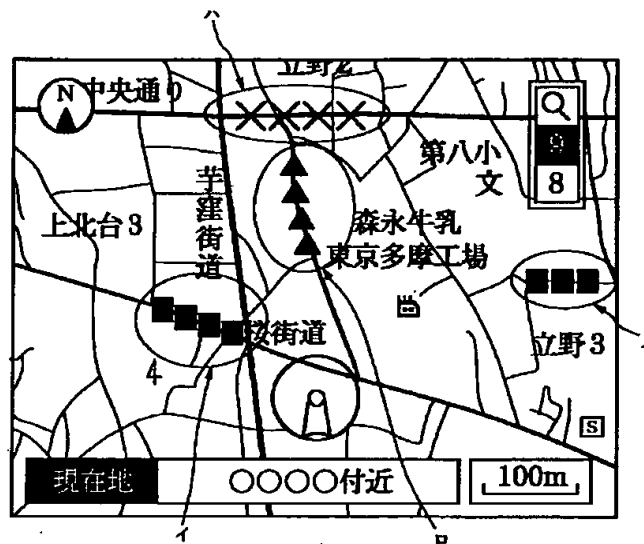 ハ
立野2
中央通り
N
9
8
第八小
文
芋窪街道
上北台3
森永牛乳
東京多摩工場
桜街道
立野3
4
S
現在地
○○○○付近
100m
イ
ロ